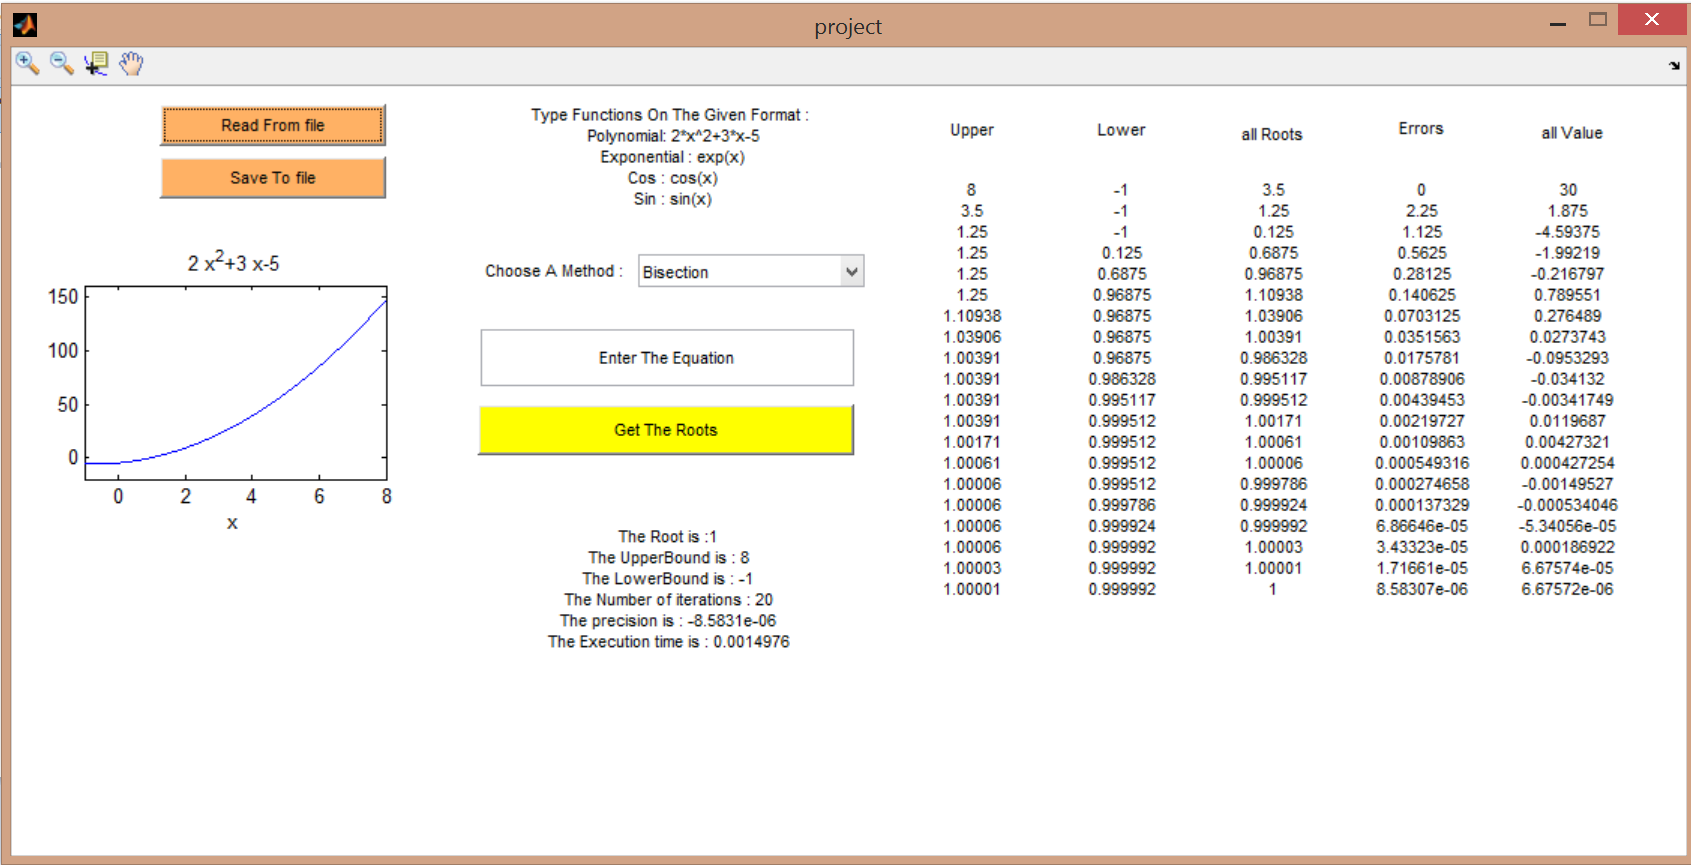 project
Read From file
Save To file
2 x^2+3 x-5
150
100
50
0
0 2 4 6 8
x
Type Functions On The Given Format :
Polynomial: 2*x^2+3*x-5
Exponential : exp(x)
Cos : cos(x)
Sin : sin(x)
Choose A Method : Bisection
Enter The Equation
Get The Roots
The Root is :1
The UpperBound is : 8
The LowerBound is : -1
The Number of iterations : 20
The precision is : -8.5831e-06
The Execution time is : 0.0014976
Upper Lower all Roots Errors all Value
8 -1 3.5 0 30
3.5 -1 1.25 2.25 1.875
1.25 -1 0.125 1.125 -4.59375
1.25 0.125 0.6875 0.5625 -1.99219
1.25 0.6875 0.96875 0.28125 -0.216797
1.25 0.96875 1.10938 0.140625 0.789551
1.10938 0.96875 1.03906 0.0703125 0.276489
1.03906 0.96875 1.00391 0.0351563 0.0273743
1.00391 0.96875 0.986328 0.0175781 -0.0953293
1.00391 0.986328 0.995117 0.00878906 -0.034132
1.00391 0.995117 0.999512 0.00439453 -0.00341749
1.00391 0.999512 1.00171 0.00219727 0.0119687
1.00171 0.999512 1.00061 0.00109863 0.00427321
1.00061 0.999512 1.00006 0.000549316 0.000427254
1.00006 0.999512 0.999786 0.000274658 -0.00149527
1.00006 0.999786 0.999924 0.000137329 -0.000534046
1.00006 0.999924 0.999992 6.86646e-05 -5.34056e-05
1.00006 0.999992 1.00003 3.43323e-05 0.000186922
1.00003 0.999992 1.00001 1.71661e-05 6.67574e-05
1.00001 0.999992 1 8.58307e-06 6.67572e-06